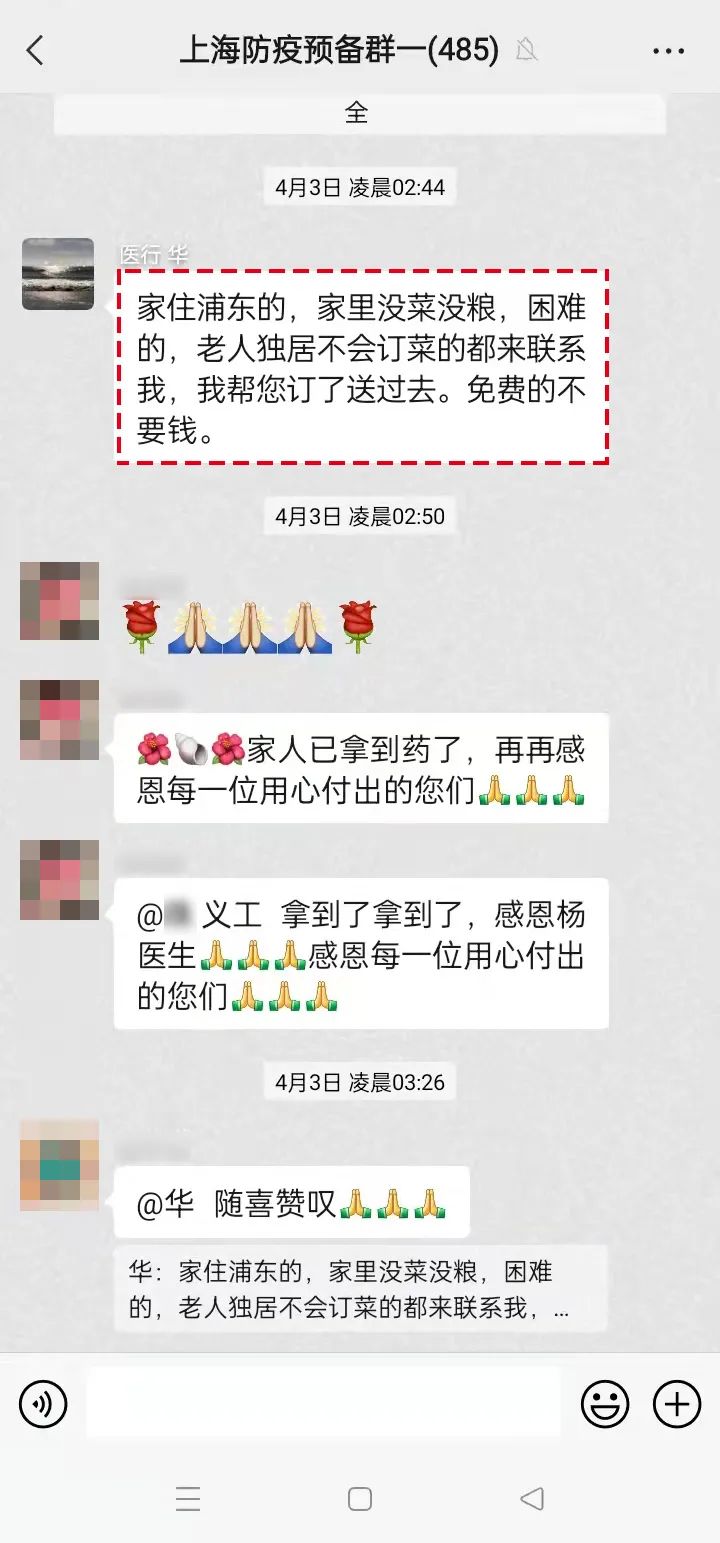 上海防疫预备群一(485)
全
4月3日 凌晨02:44
医行 华
家住浦东的，家里没菜没粮，困难
的，老人独居不会订菜的都来联系
我，我帮您订了送过去。免费的不
要钱。
4月3日 凌晨02:50
🌹🙏🙏🙏🌹
🌺🐚🌺家人已拿到药了，再再感
恩每一位用心付出的您们🙏🙏🙏
@ 义工 拿到了拿到了，感恩杨
医生🙏🙏🙏感恩每一位用心付出
的您们🙏🙏🙏
4月3日 凌晨03:26
@华 随喜赞叹🙏🙏🙏
华：家住浦东的，家里没菜没粮，困难
的，老人独居不会订菜的都来联系我，...